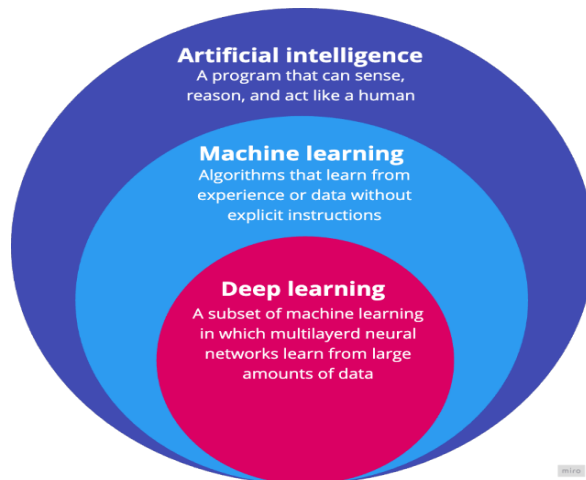 Artificial intelligence
A program that can sense,
reason, and act like a human
Machine learning
Algorithms that learn from
experience or data without
explicit instructions
Deep learning
A subset of machine learning
in which multilayerd neural
networks learn from large
amounts of data
miro